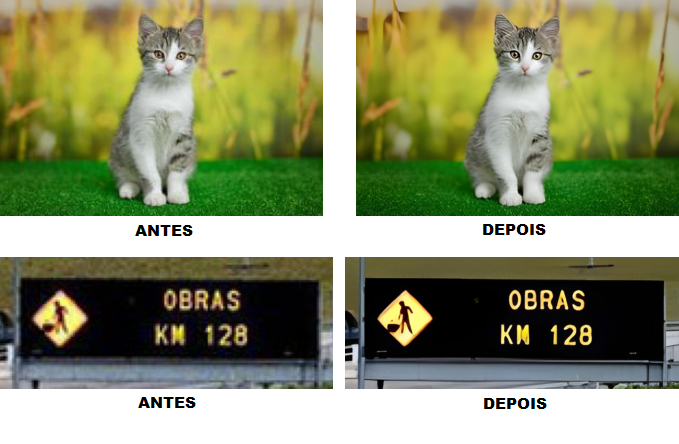 ANTES
DEPOIS
OBRAS
KM 128
OBRAS
KM 128
ANTES
DEPOIS